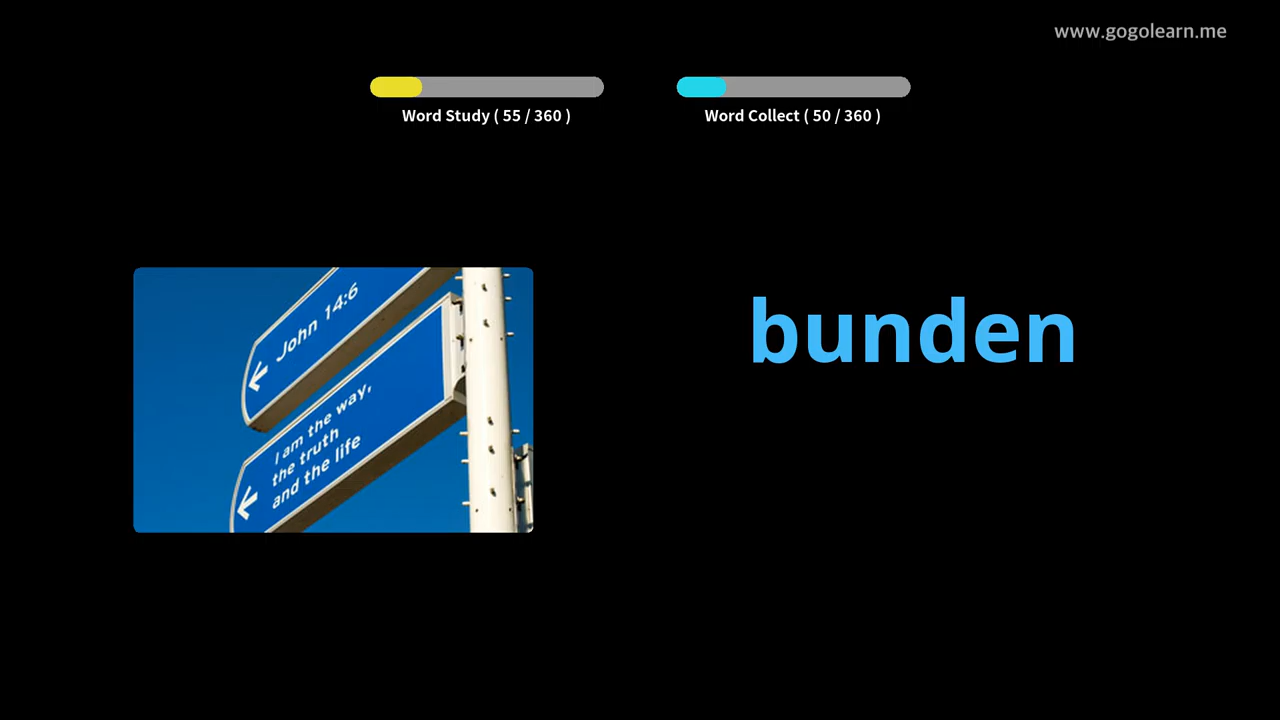 www.gogolearn.me
Word Study ( 55 / 360 )
Word Collect ( 50 / 360 )
John 14:6
I am the way,
the truth
and the life
bunden